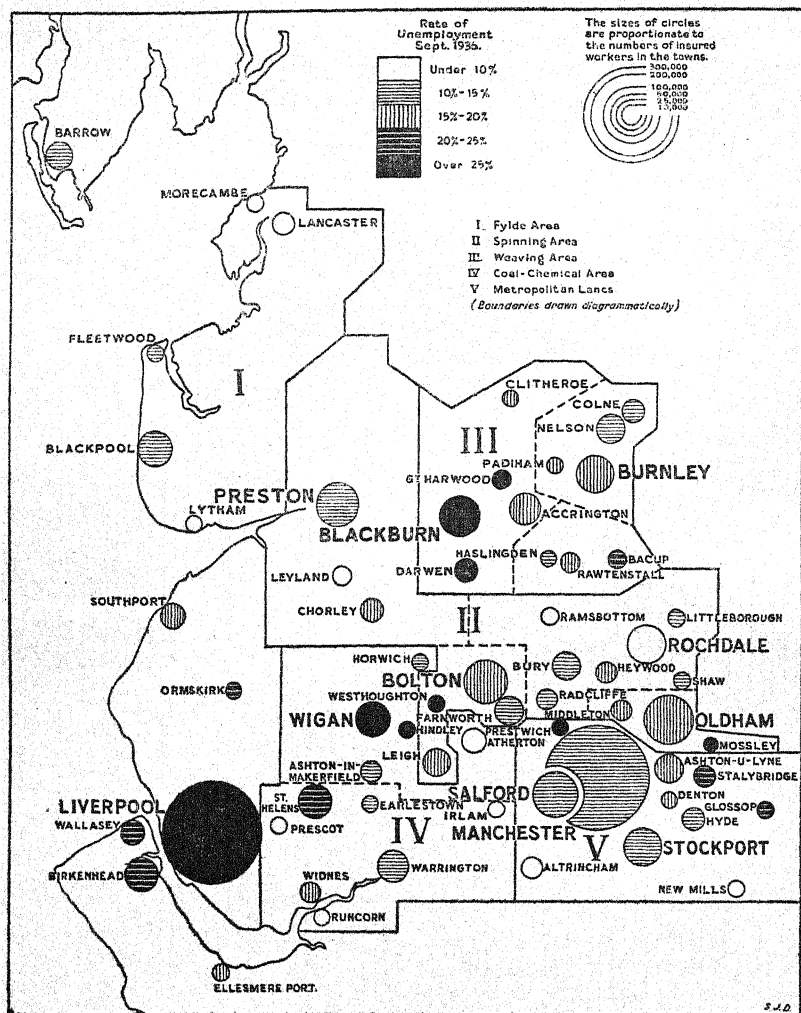 Rate of
Unemployment
Sept. 1936.
Under 10%
10%-15%
15%-20%
20%-25%
Over 25%
The sizes of circles
are proportionate to
the numbers of insured
workers in the towns.
300,000
200,000
100,000
50,000
25,000
10,000
I. Fylde Area
II Spinning Area
III. Weaving Area
IV Coal-Chemical Area
V Metropolitan Lancs
(Boundaries drawn diagrammatically)
BARROW
MORECAMBE
LANCASTER
FLEETWOOD
I
CLITHEROE
COLNE
NELSON
III
BLACKPOOL
PADIHAM
BURNLEY
GT HARWOOD
PRESTON
LYTHAM
BLACKBURN
ACCRINGTON
HASLINGDEN
BACUP
RAWTENSTALL
DARWEN
LEYLAND
SOUTHPORT
CHORLEY
II
RAMSBOTTOM
LITTLEBOROUGH
ROCHDALE
HORWICH
BURY
HEYWOOD
SHAW
BOLTON
ORMSKIRK
WESTHOUGHTON
RADCLIFFE
MIDDLETON
OLDHAM
WIGAN
FARNWORTH
HINDLEY
PRESTWICH
ATHERTON
MOSSLEY
ASHTON-IN-
MAKERFIELD
LEIGH
ASHTON-U-LYNE
STALYBRIDGE
LIVERPOOL
WALLASEY
ST.
HELENS
EARLESTOWN
SALFORD
IRLAM
DENTON
GLOSSOP
HYDE
PRESCOT
IV
MANCHESTER
V
STOCKPORT
BIRKENHEAD
WIDNES
WARRINGTON
ALTRINCHAM
NEW MILLS
RUNCORN
ELLESMERE PORT.
S.J.D.